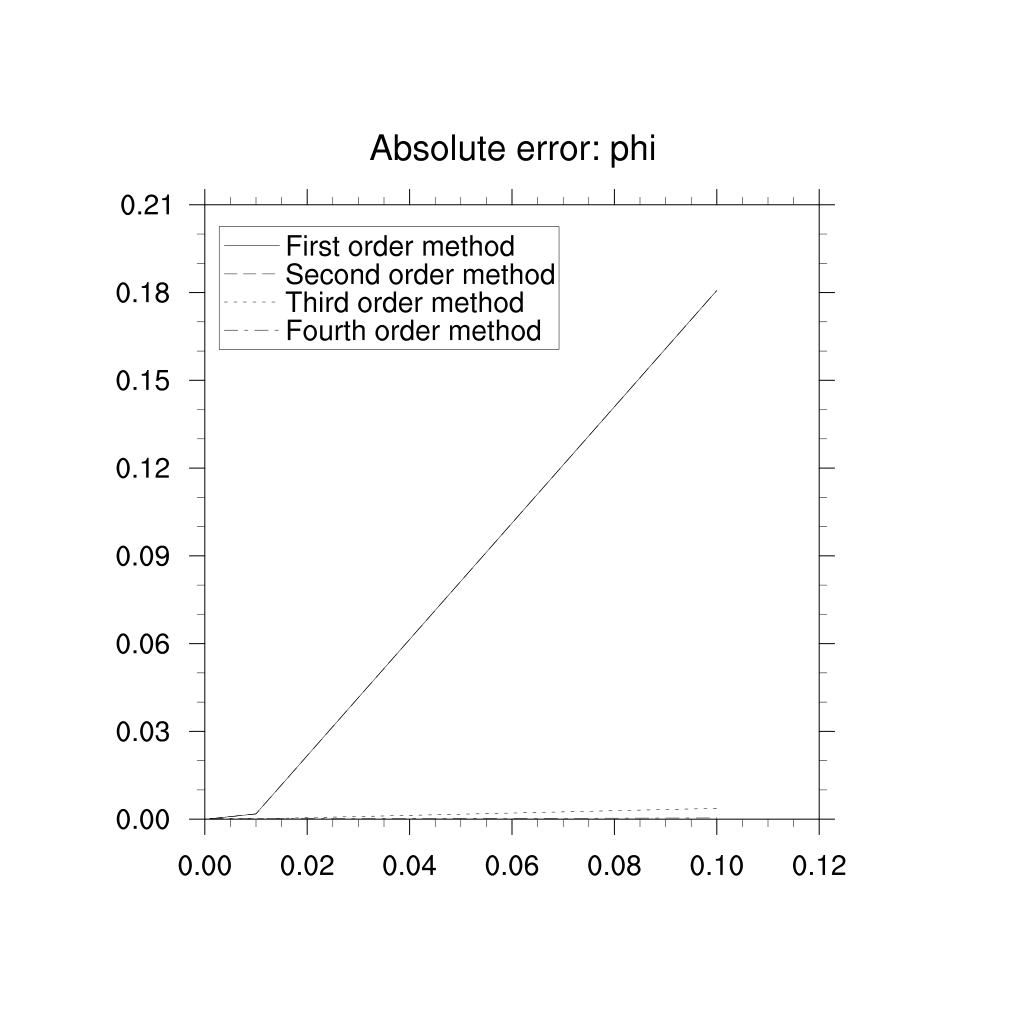 Absolute error: phi
0.21
0.18
0.15
0.12
0.09
0.06
0.03
0.00
First order method
Second order method
Third order method
Fourth order method
0.00 0.02 0.04 0.06 0.08 0.10 0.12